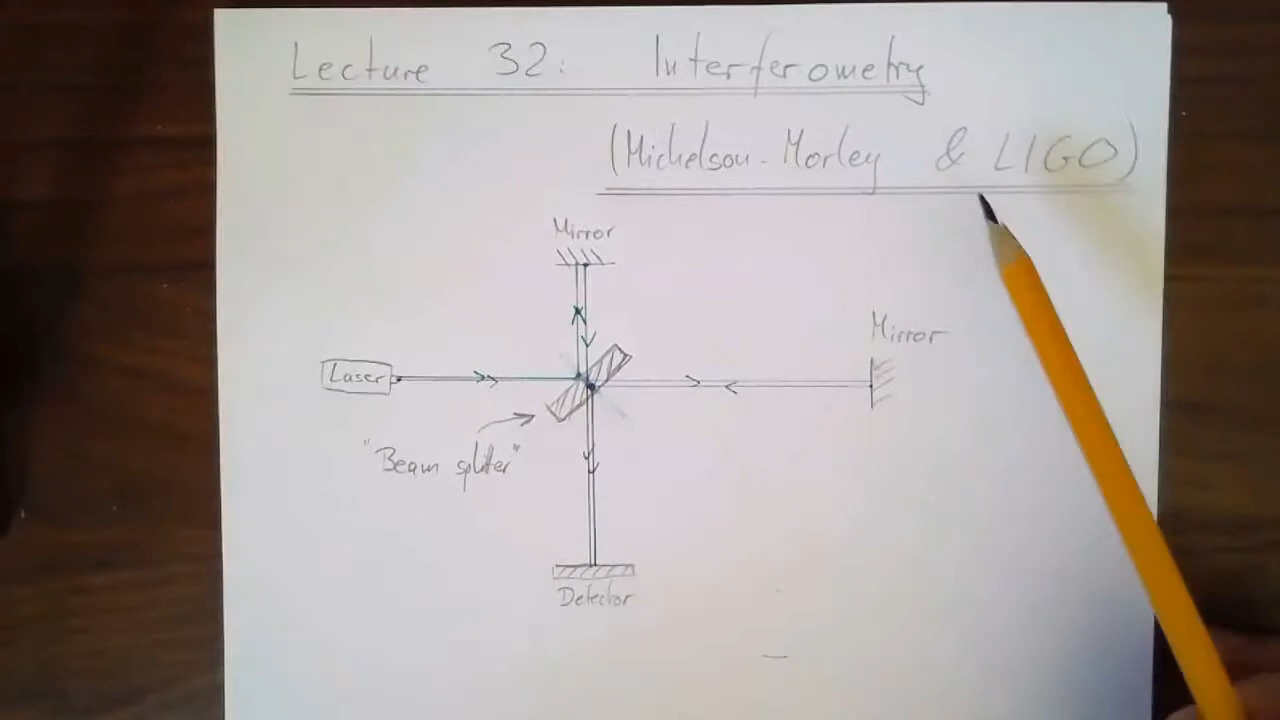 Lecture 32: Interferometry
(Michelson-Morley & LIGO)
Mirror
Mirror
Laser
"Beam splitter"
Detector